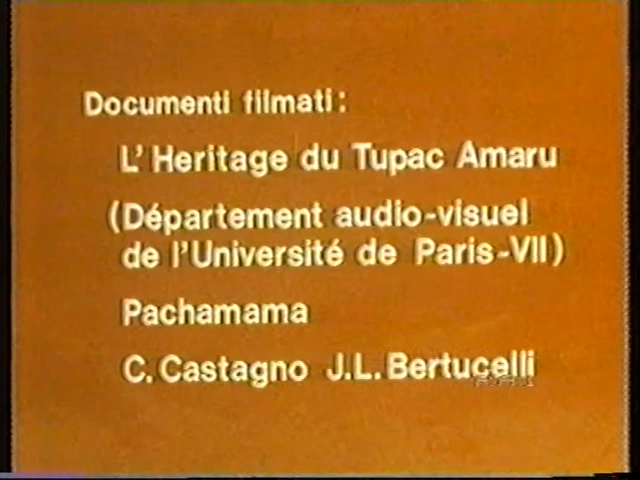 Documenti filmati:
L'Heritage du Tupac Amaru
(Département audio-visuel
de l'Université de Paris-VII)
Pachamama
C. Castagno J.L. Bertucelli